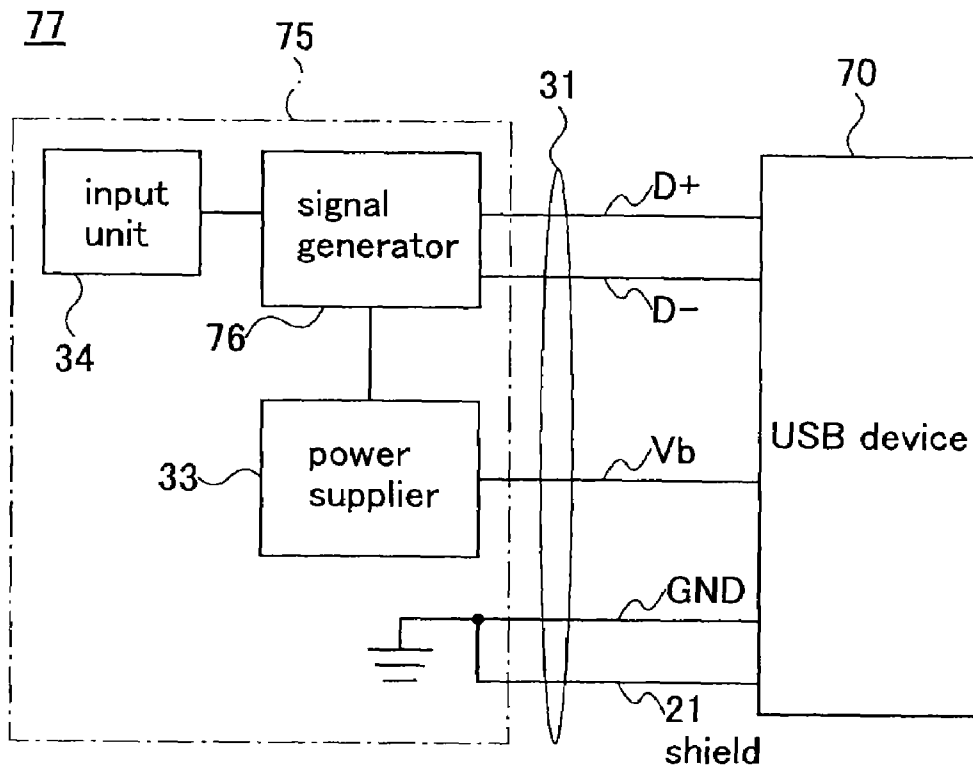 77
75
31
70
input
unit
signal
generator
D+
D-
34
76
33
power
supplier
Vb
USB device
GND
21
shield